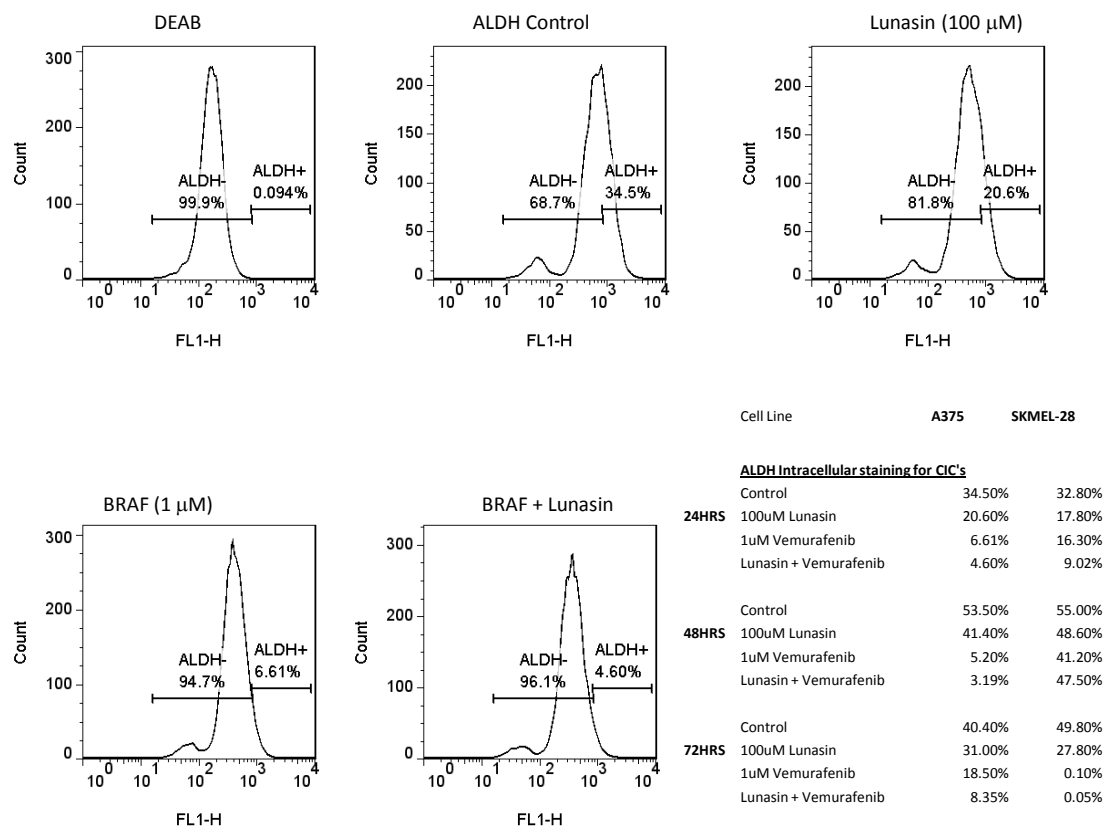 DEAB
300
200
100
0
Count
ALDH-
99.9%
ALDH+
0.094%
10 0 10 1 10 2 10 3 10 4
FL1-H
ALDH Control
200
150
100
50
0
Count
ALDH-
68.7%
ALDH+
34.5%
10 0 10 1 10 2 10 3 10 4
FL1-H
Lunasin (100 µM)
200
150
100
50
0
Count
ALDH-
81.8%
ALDH+
20.6%
10 0 10 1 10 2 10 3 10 4
FL1-H
BRAF (1 µM)
300
200
100
0
Count
ALDH-
94.7%
ALDH+
6.61%
10 0 10 1 10 2 10 3 10 4
FL1-H
BRAF + Lunasin
300
200
100
0
Count
ALDH-
96.1%
ALDH+
4.60%
10 0 10 1 10 2 10 3 10 4
FL1-H
Cell Line A375 SKMEL-28
ALDH Intracellular staining for CIC's
Control 34.50% 32.80%
24HRS 100uM Lunasin 20.60% 17.80%
1uM Vemurafenib 6.61% 16.30%
Lunasin + Vemurafenib 4.60% 9.02%
Control 53.50% 55.00%
48HRS 100uM Lunasin 41.40% 48.60%
1uM Vemurafenib 5.20% 41.20%
Lunasin + Vemurafenib 3.19% 47.50%
Control 40.40% 49.80%
72HRS 100uM Lunasin 31.00% 27.80%
1uM Vemurafenib 18.50% 0.10%
Lunasin + Vemurafenib 8.35% 0.05%